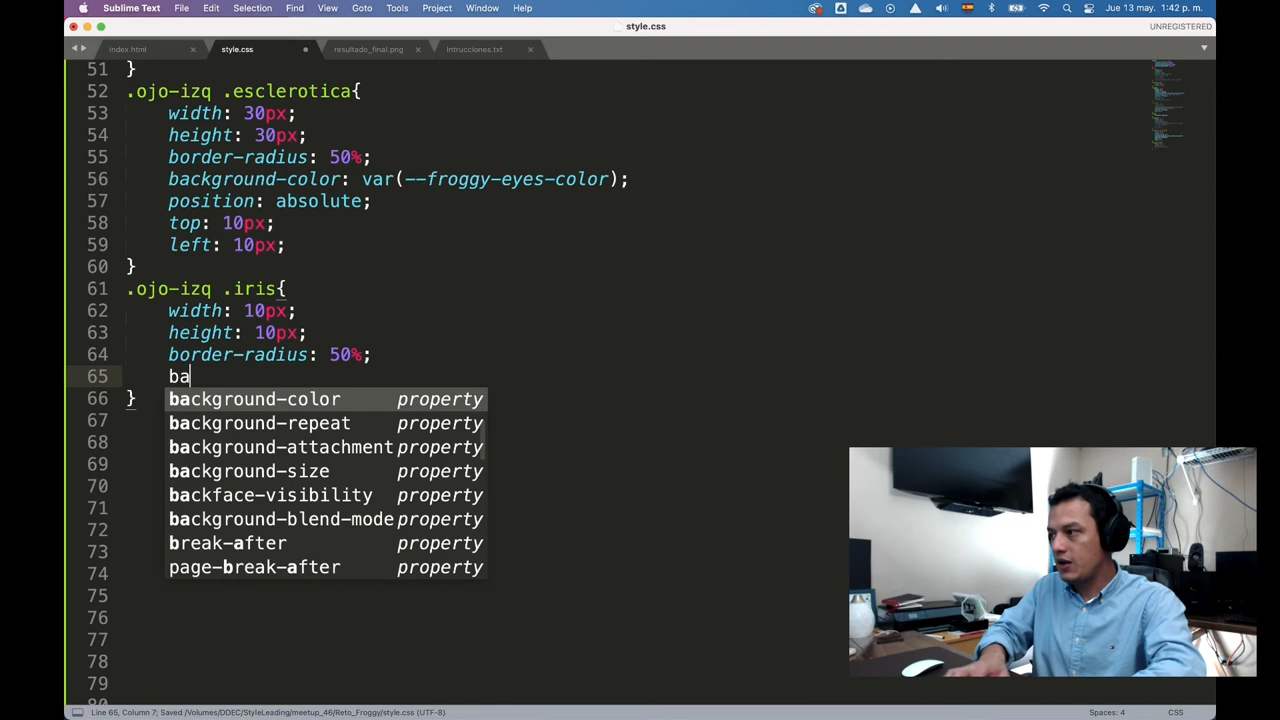 Sublime Text File Edit Selection Find View Goto Tools Project Window Help Jue 13 may. 1:42 p. m.
style.css UNREGISTERED
index.html style.css resultado_final.png Intrucciones.txt
51 }
52 .ojo-izq .esclerotica{
53 width: 30px;
54 height: 30px;
55 border-radius: 50%;
56 background-color: var(--froggy-eyes-color);
57 position: absolute;
58 top: 10px;
59 left: 10px;
60 }
61 .ojo-izq .iris{
62 width: 10px;
63 height: 10px;
64 border-radius: 50%;
65 ba
66 } background-color property
67 background-repeat property
68 background-attachment property
69 background-size property
70 backface-visibility property
71 background-blend-mode property
72 break-after property
73 page-break-after property
74
75
76
77
78
79
80
Line 65, Column 7; Saved /Volumes/DDEC/StyleLeading/meetup_46/Reto_Froggy/style.css (UTF-8) Spaces: 4 CSS